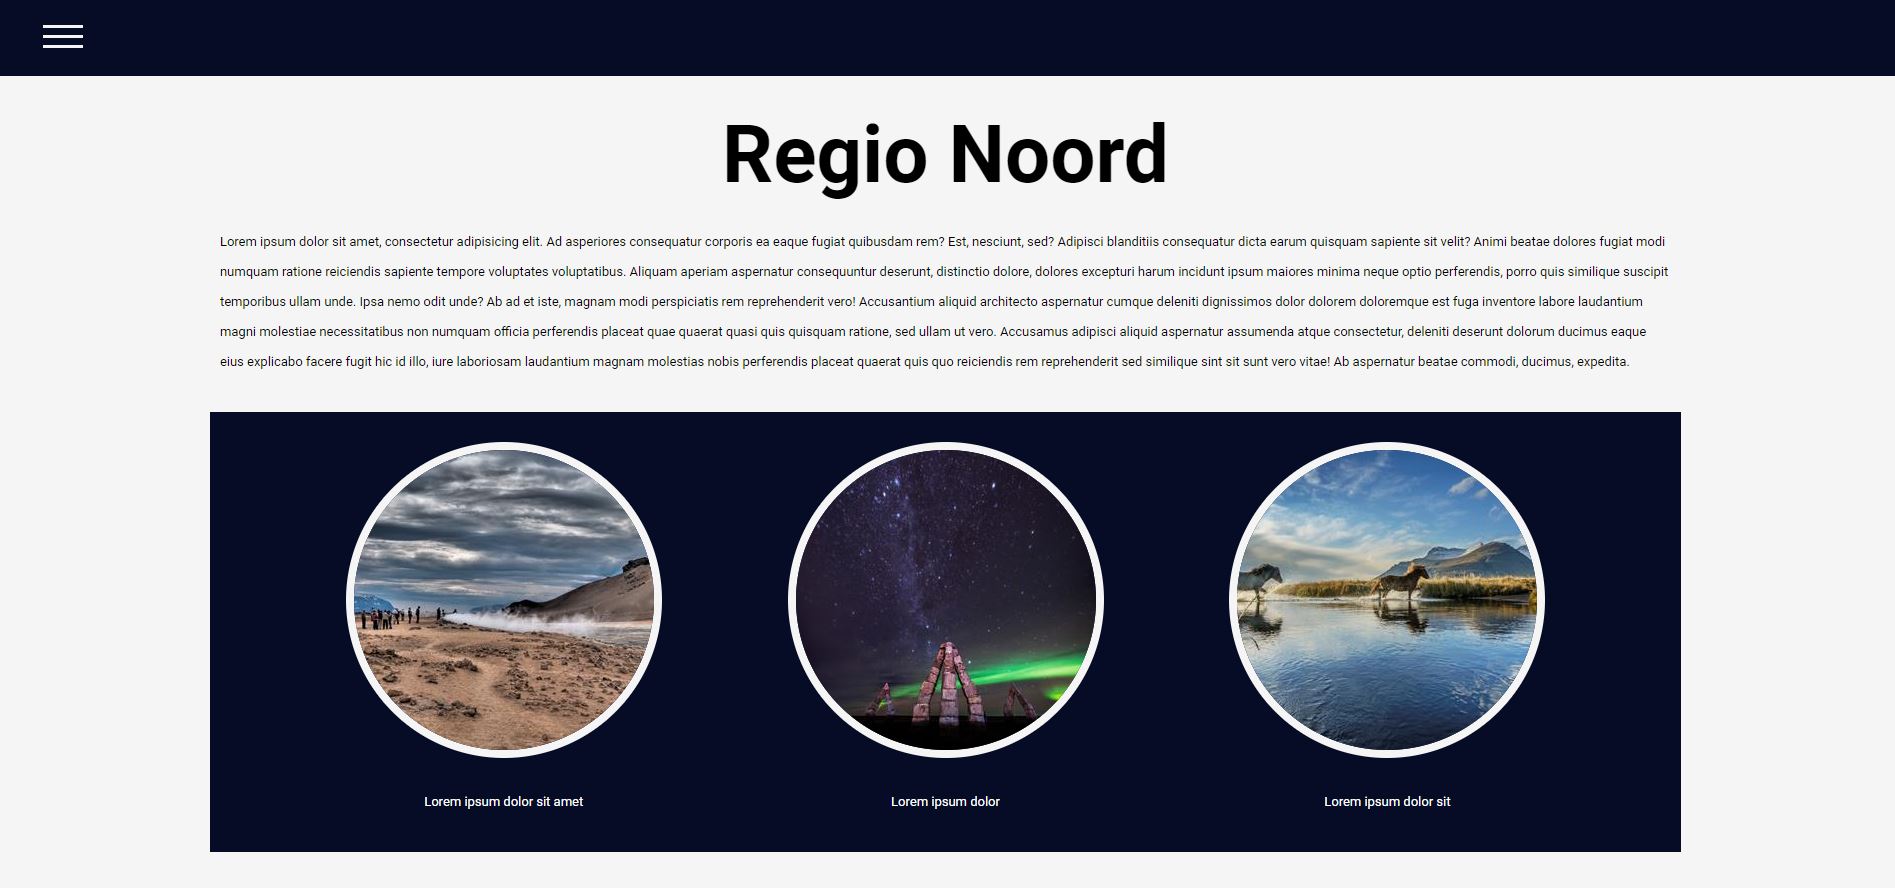 Regio Noord
Lorem ipsum dolor sit amet, consectetur adipisicing elit. Ad asperiores consequatur corporis ea eaque fugiat quibusdam rem? Est, nesciunt, sed? Adipisci blanditiis consequatur dicta earum quisquam sapiente sit velit? Animi beatae dolores fugiat modi
numquam ratione reiciendis sapiente tempore voluptates voluptatibus. Aliquam aperiam aspernatur consequuntur deserunt, distinctio dolore, dolores excepturi harum incidunt ipsum maiores minima neque optio perferendis, porro quis similique suscipit
temporibus ullam unde. Ipsa nemo odit unde? Ab ad et iste, magnam modi perspiciatis rem reprehenderit vero! Accusantium aliquid architecto aspernatur cumque deleniti dignissimos dolor dolorem doloremque est fuga inventore labore laudantium
magni molestiae necessitatibus non numquam officia perferendis placeat quae quaerat quasi quis quisquam ratione, sed ullam ut vero. Accusamus adipisci aliquid aspernatur assumenda atque consectetur, deleniti deserunt dolorum ducimus eaque
eius explicabo facere fugit hic id illo, iure laboriosam laudantium magnam molestias nobis perferendis placeat quaerat quis quo reiciendis rem reprehenderit sed similique sint sit sunt vero vitae! Ab aspernatur beatae commodi, ducimus, expedita.
Lorem ipsum dolor sit amet
Lorem ipsum dolor
Lorem ipsum dolor sit